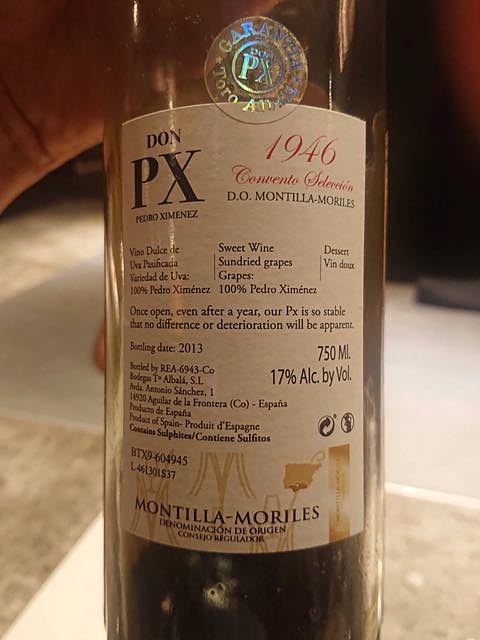 GARANTIA
DON
PX
DON
PX
PEDRO XIMENEZ
1946
Convento Selección
D.O. MONTILLA-MORILES
Vino Dulce de
Uva Pasificada
Variedad de Uva:
100% Pedro Ximénez
Sweet Wine
Sundried grapes
Grapes:
100% Pedro Ximénez
Dessert
Vin doux
Once open, even after a year, our Px is so stable
that no difference or deterioration will be apparent.
Bottling date: 2013
750 Ml.
17% Alc. by Vol.
Bottled by REA-6943-Co
Bodegas Tº Albalá, S.L
Avda. Antonio Sánchez, 1
14920 Aguilar de la Frontera (Co) - España
Producto de España
Product of Spain- Produit d'Espagne
Contains Sulphites/Contiene Sulfitos
BTX9-604945
L-461301S37
MONTILLA-MORILES
DENOMINACIÓN DE ORIGEN
CONSEJO REGULADOR